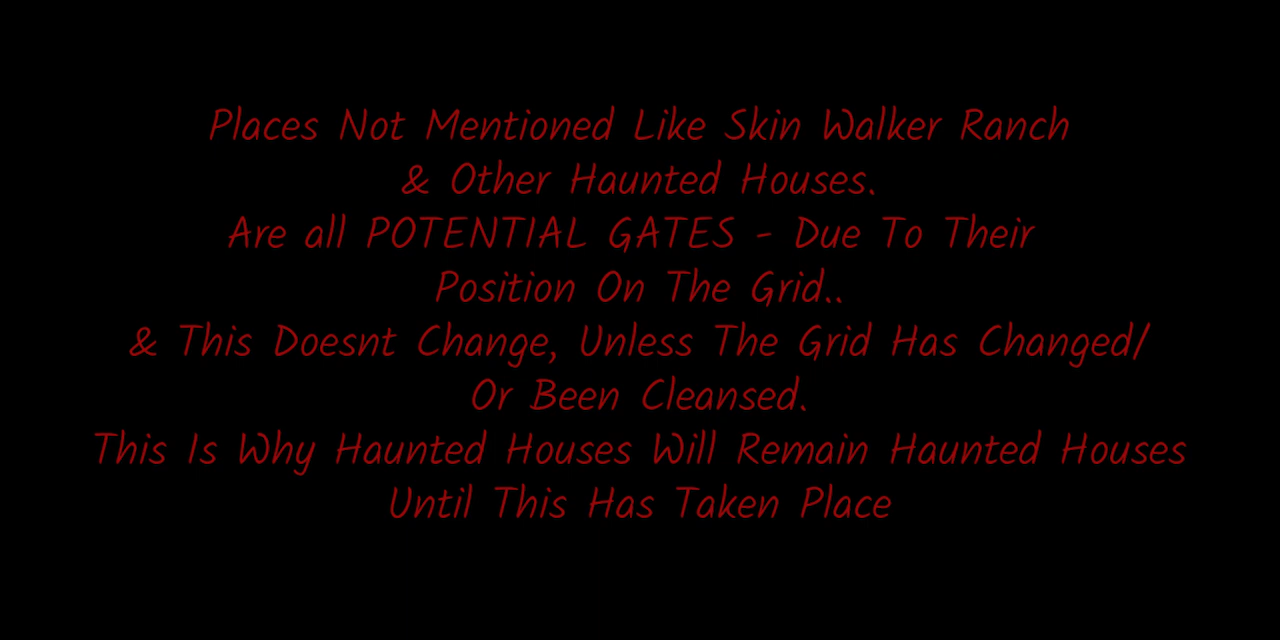 Places Not Mentioned Like Skin Walker Ranch
& Other Haunted Houses.
Are all POTENTIAL GATES - Due To Their
Position On The Grid..
& This Doesnt Change, Unless The Grid Has Changed/
Or Been Cleansed.
This Is Why Haunted Houses Will Remain Haunted Houses
Until This Has Taken Place